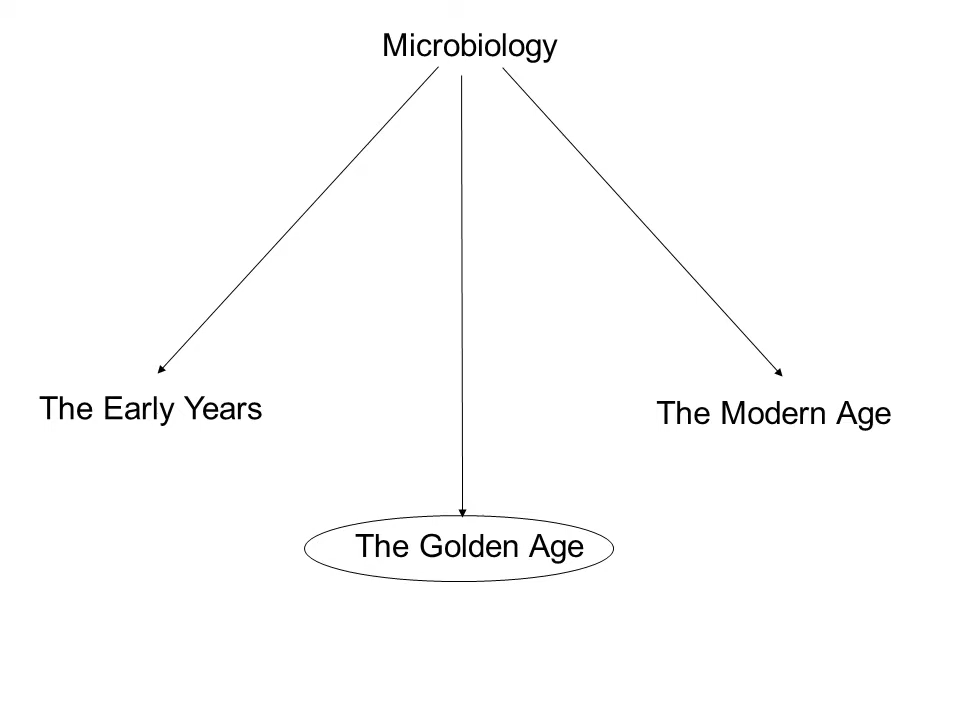 Microbiology
The Early Years
The Modern Age
The Golden Age